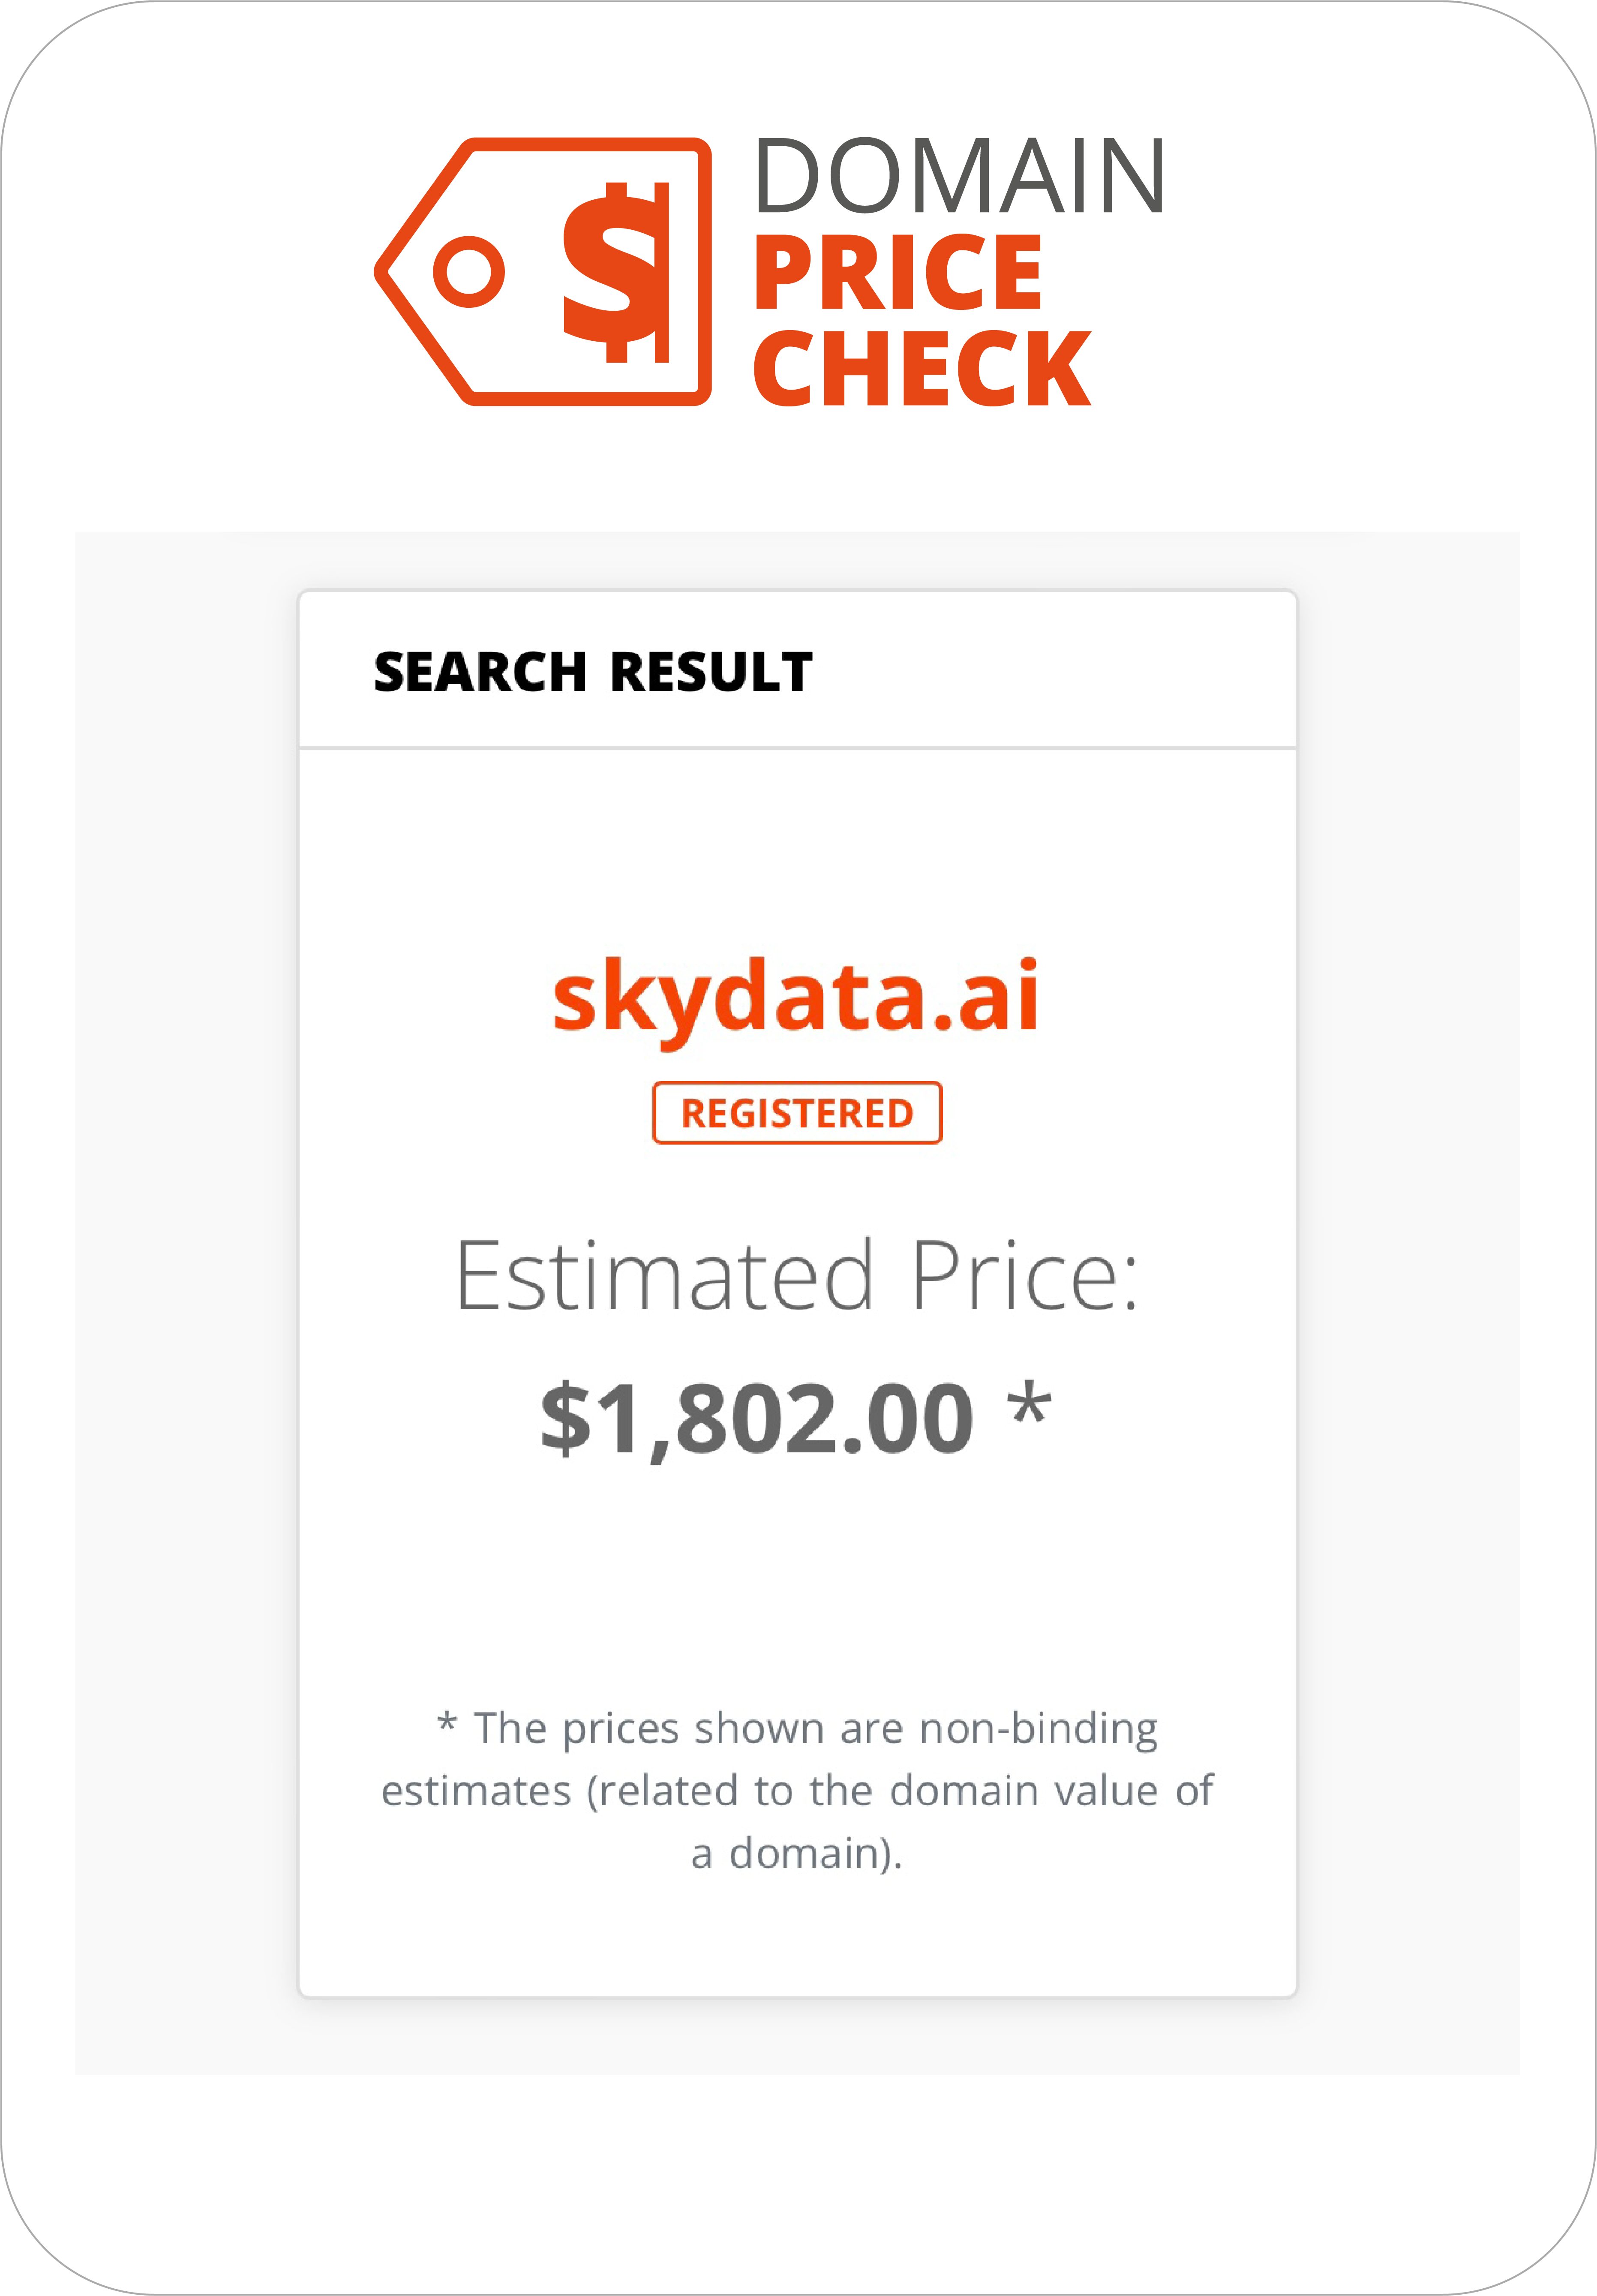 DOMAIN
PRICE
CHECK
SEARCH RESULT
skydata.ai
REGISTERED
Estimated Price:
$1,802.00 *
* The prices shown are non-binding
estimates (related to the domain value of
a domain).